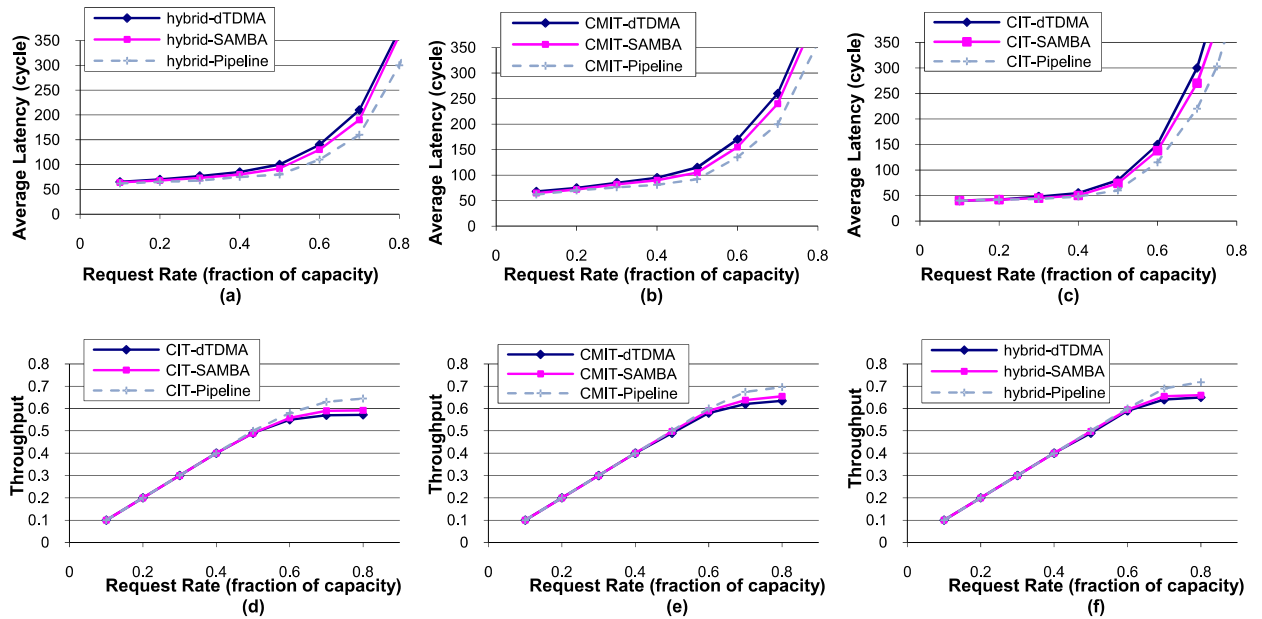 hybrid-dTDMA
hybrid-SAMBA
hybrid-Pipeline
Average Latency (cycle)
350
300
250
200
150
100
50
0
0
0.2
0.4
0.6
0.8
Request Rate (fraction of capacity)
(a)
CMIT-dTDMA
CMIT-SAMBA
CMIT-Pipeline
Average Latency (cycle)
350
300
250
200
150
100
50
0
0
0.2
0.4
0.6
0.8
Request Rate (fraction of capacity)
(b)
CIT-dTDMA
CIT-SAMBA
CIT-Pipeline
Average Latency (cycle)
350
300
250
200
150
100
50
0
0
0.2
0.4
0.6
0.8
Request Rate (fraction of capacity)
(c)
CIT-dTDMA
CIT-SAMBA
CIT-Pipeline
Throughput
0.8
0.7
0.6
0.5
0.4
0.3
0.2
0.1
0
0
0.2
0.4
0.6
0.8
Request Rate (fraction of capacity)
(d)
CMIT-dTDMA
CMIT-SAMBA
CMIT-Pipeline
Throughput
0.8
0.7
0.6
0.5
0.4
0.3
0.2
0.1
0
0
0.2
0.4
0.6
0.8
Request Rate (fraction of capacity)
(e)
hybrid-dTDMA
hybrid-SAMBA
hybrid-Pipeline
Throughput
0.8
0.7
0.6
0.5
0.4
0.3
0.2
0.1
0
0
0.2
0.4
0.6
0.8
Request Rate (fraction of capacity)
(f)